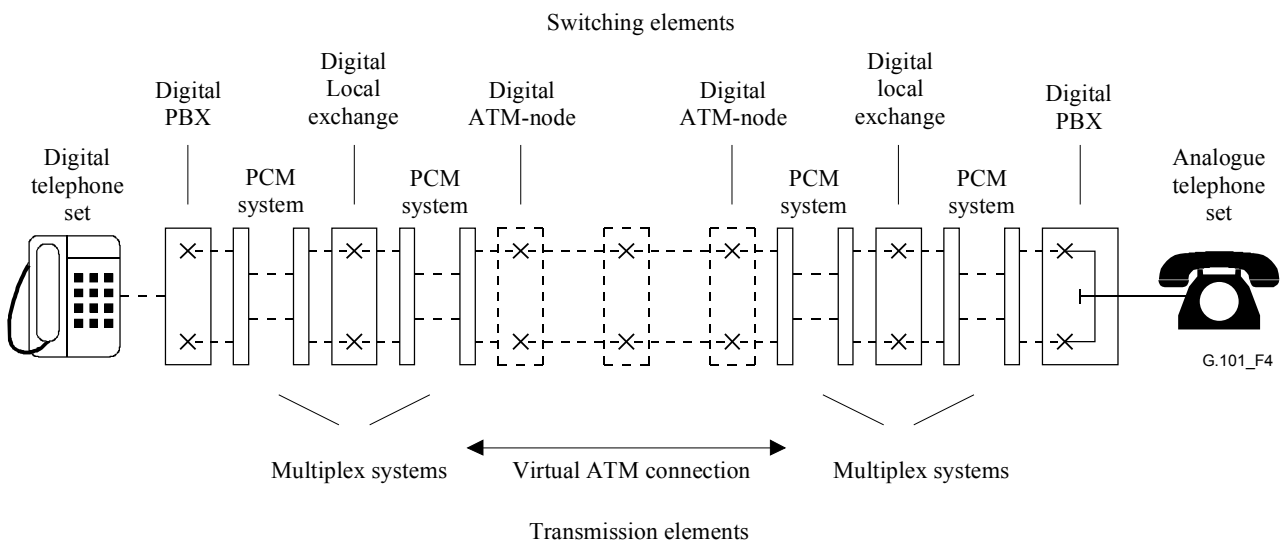 Switching elements
Digital
PBX
Digital
Local
exchange
Digital
ATM-node
Digital
ATM-node
Digital
local
exchange
Digital
PBX
Digital
telephone
set
PCM
system
PCM
system
PCM
system
PCM
system
Analogue
telephone
set
G.101_F4
Multiplex systems
Virtual ATM connection
Multiplex systems
Transmission elements